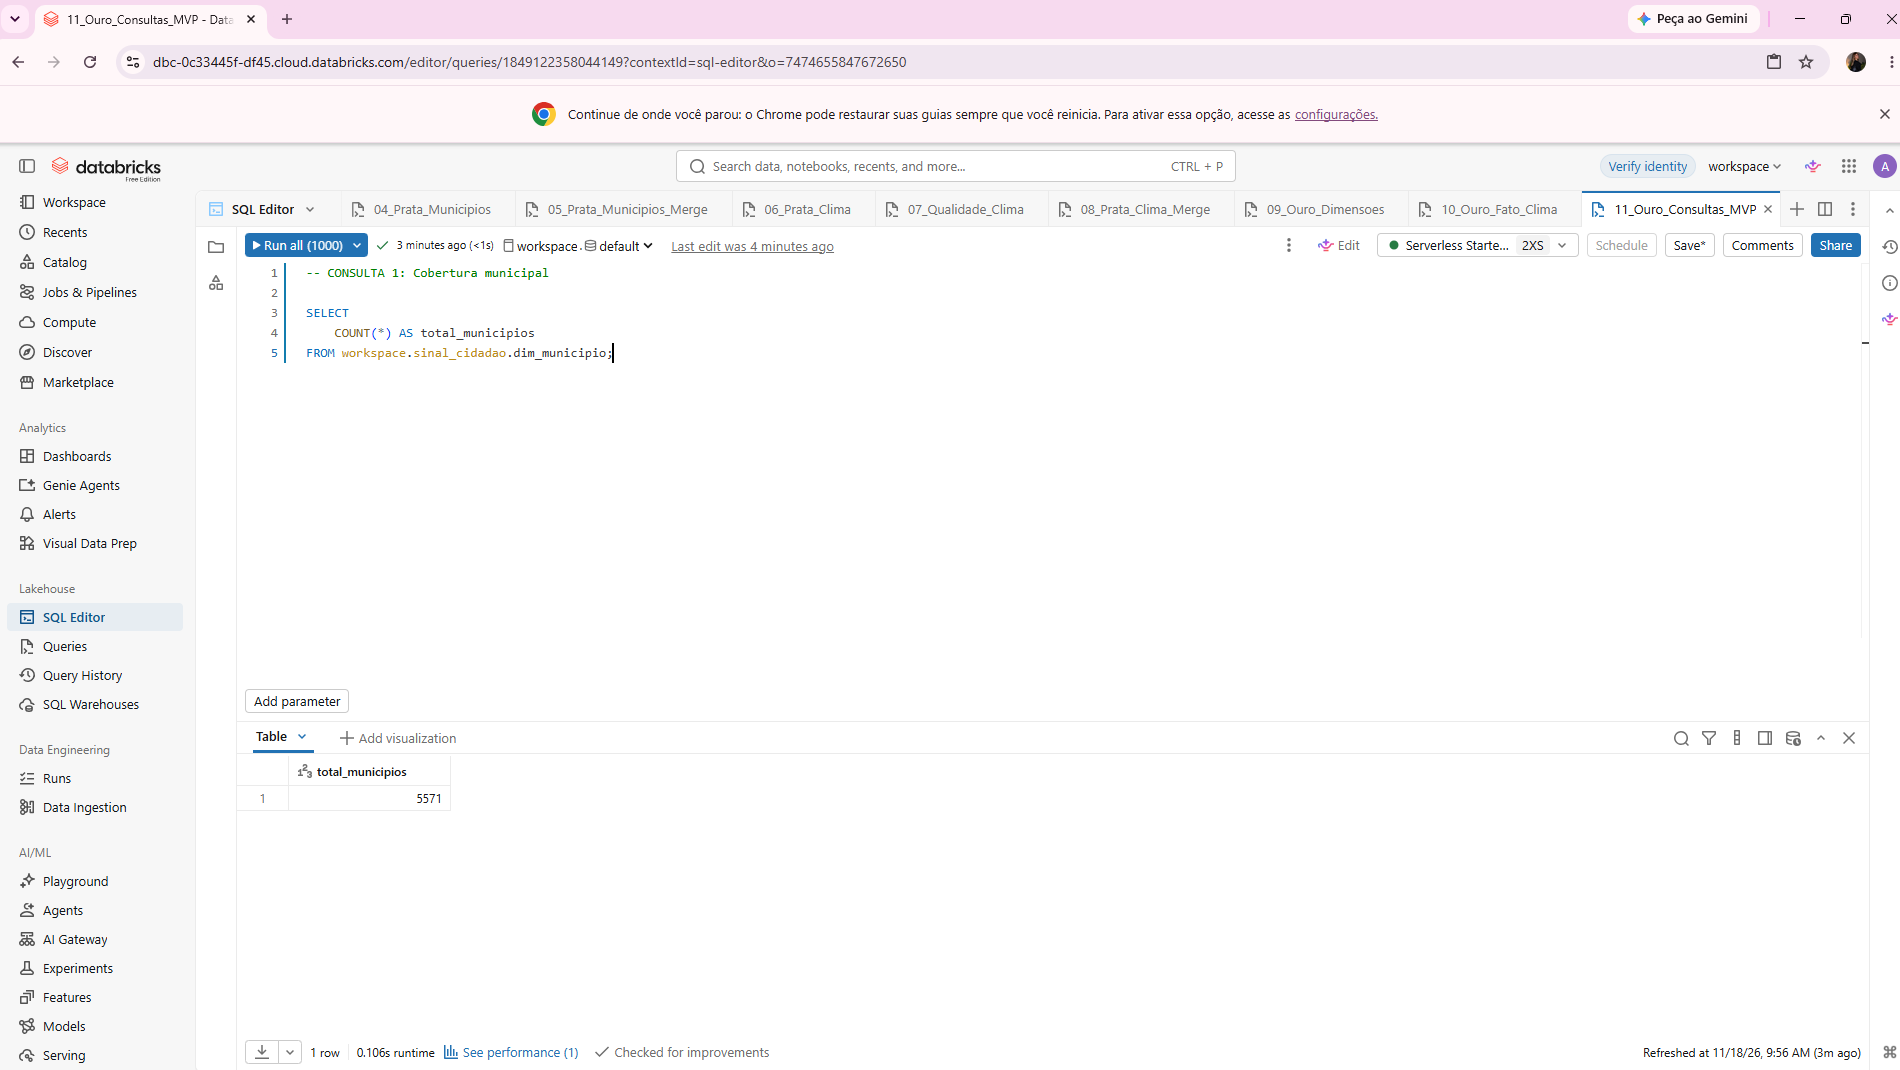 11_Ouro_Consultas_MVP - Data
Peça ao Gemini
dbc-0c33445f-df45.cloud.databricks.com/editor/queries/1849122358044149?contextId=sql-editor&o=7474655847672650
Continue de onde você parou: o Chrome pode restaurar suas guias sempre que você reinicia. Para ativar essa opção, acesse as configurações.
databricks
Free Edition
Search data, notebooks, recents, and more...
CTRL + P
Verify identity
workspace
A
Workspace
Recents
Catalog
Jobs & Pipelines
Compute
Discover
Marketplace
Analytics
Dashboards
Genie Agents
Alerts
Visual Data Prep
Lakehouse
SQL Editor
Queries
Query History
SQL Warehouses
Data Engineering
Runs
Data Ingestion
AI/ML
Playground
Agents
AI Gateway
Experiments
Features
Models
Serving
SQL Editor
04_Prata_Municipios
05_Prata_Municipios_Merge
06_Prata_Clima
07_Qualidade_Clima
08_Prata_Clima_Merge
09_Ouro_Dimensoes
10_Ouro_Fato_Clima
11_Ouro_Consultas_MVP
Run all (1000)
3 minutes ago (<1s)
workspace. default
Last edit was 4 minutes ago
Edit
Serverless Starte... 2XS
Schedule
Save*
Comments
Share
1 -- CONSULTA 1: Cobertura municipal
2
3 SELECT
4 COUNT(*) AS total_municipios
5 FROM workspace.sinal_cidadao.dim_municipio;
Add parameter
Table
Add visualization
123 total_municipios
1 5571
1 row
0.106s runtime
See performance (1)
Checked for improvements
Refreshed at 11/18/26, 9:56 AM (3m ago)